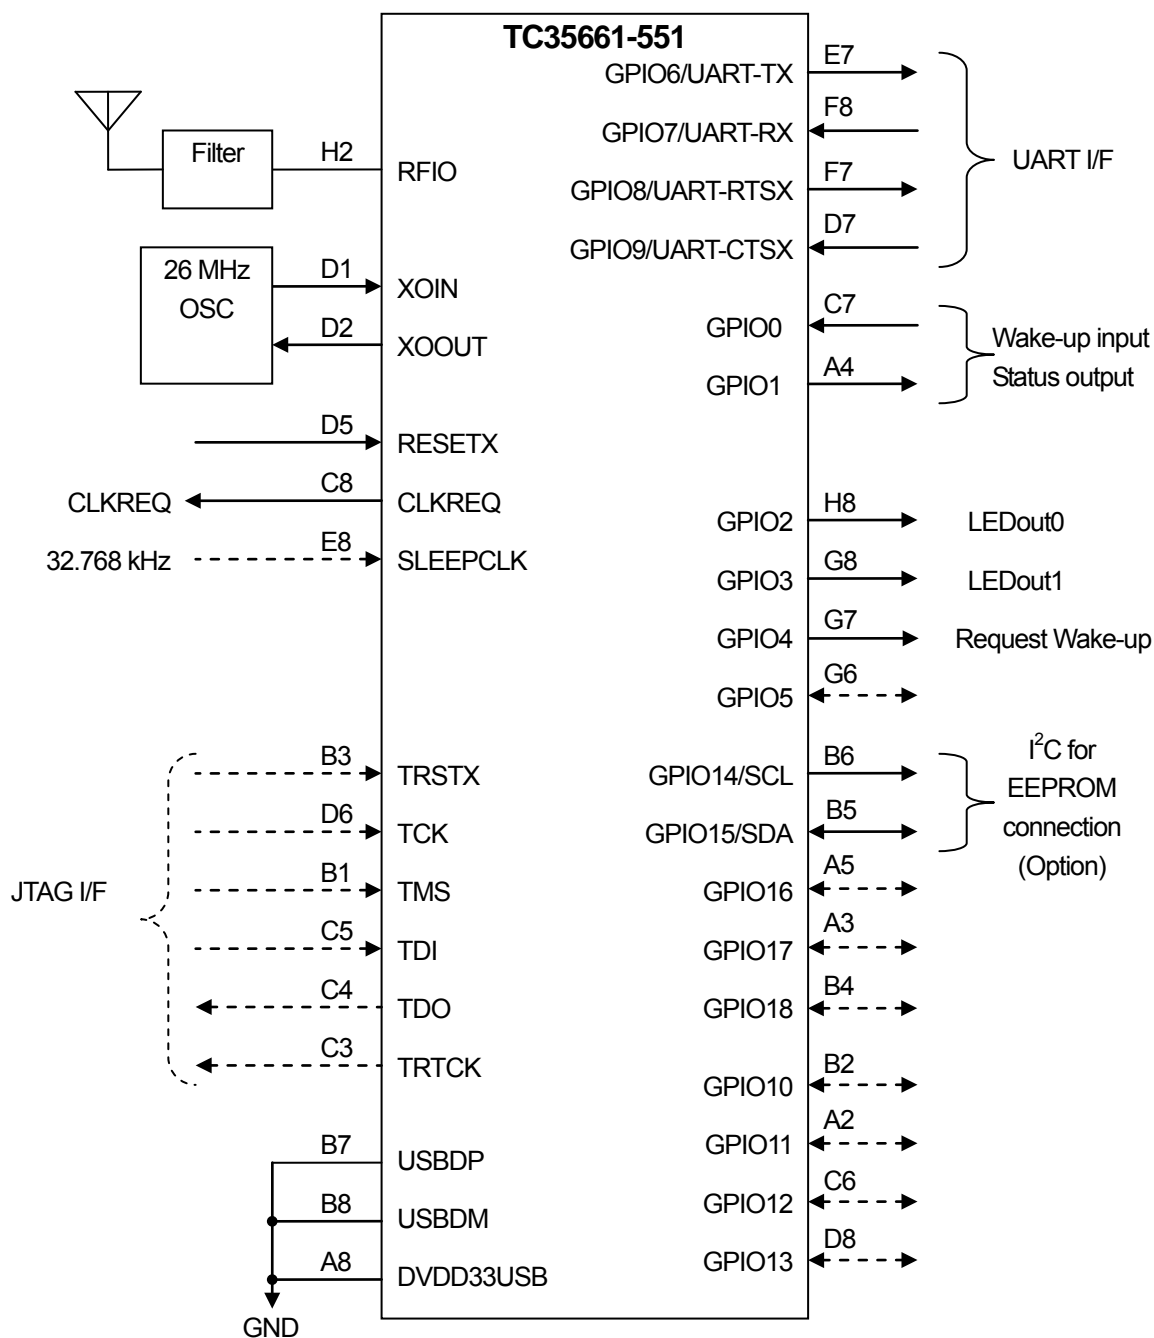 TC35661-551
E7
GPIO6/UART-TX
F8
GPIO7/UART-RX
F7
GPIO8/UART-RTSX
D7
GPIO9/UART-CTSX
UART I/F
Filter
H2
RFIO
26 MHz
OSC
D1
XOIN
D2
XOOUT
C7
GPIO0
A4
GPIO1
Wake-up input
Status output
D5
RESETX
CLKREQ
C8
CLKREQ
32.768 kHz
E8
SLEEPCLK
GPIO2
H8
LEDout0
GPIO3
G8
LEDout1
GPIO4
G7
Request Wake-up
GPIO5
G6
JTAG I/F
B3
TRSTX
D6
TCK
B1
TMS
C5
TDI
C4
TDO
C3
TRTCK
GPIO14/SCL
B6
GPIO15/SDA
B5
I²C for
EEPROM
connection
(Option)
GPIO16
A5
GPIO17
A3
GPIO18
B4
GPIO10
B2
GPIO11
A2
GPIO12
C6
GPIO13
D8
B7
USBDP
B8
USBDM
A8
DVDD33USB
GND